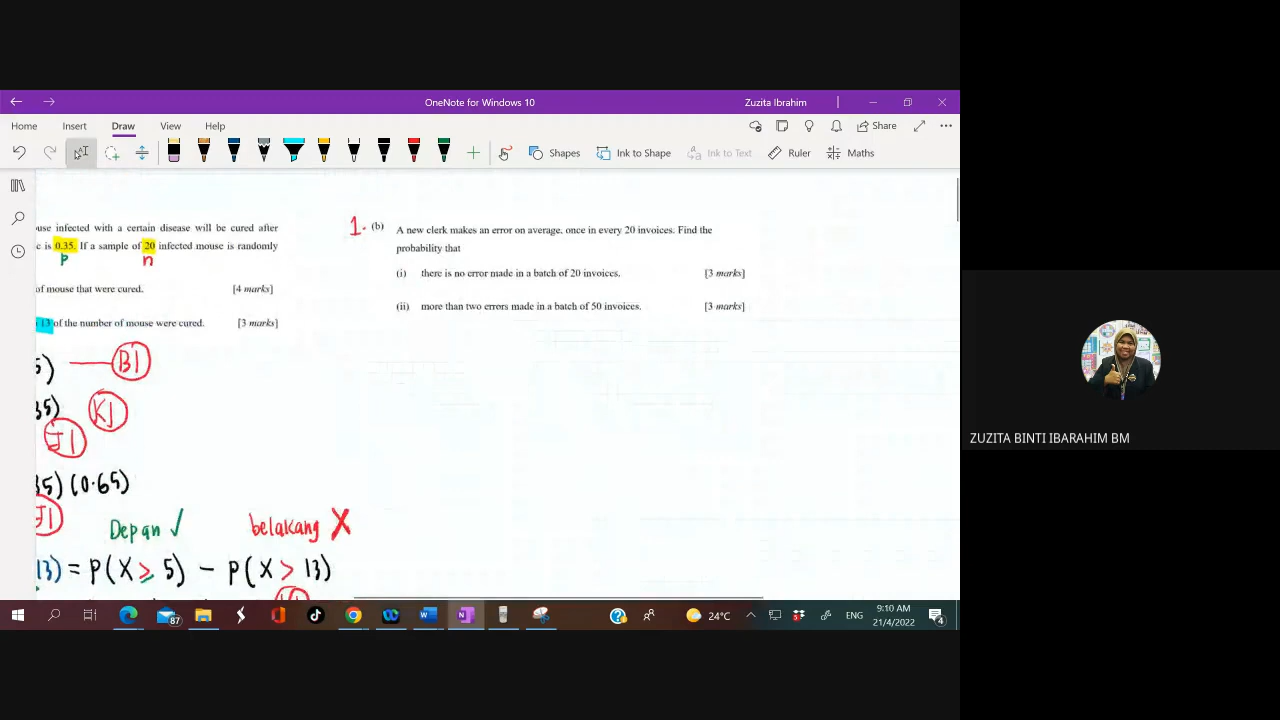 OneNote for Windows 10
Zuzita Ibrahim
Home Insert Draw View Help
Share
Shapes Ink to Shape Ink to Text Ruler Maths
use infected with a certain disease will be cured after
c is 0.35. If a sample of 20 infected mouse is randomly
p n
of mouse that were cured. [4 marks]
13 of the number of mouse were cured. [3 marks]
5) B1
35) K1
J1
35) (0.65)
J1
Depan ✓ belakang X
13) = P(X ≥ 5) - P(X > 13)
1. (b) A new clerk makes an error on average, once in every 20 invoices. Find the
probability that
(i) there is no error made in a batch of 20 invoices. [3 marks]
(ii) more than two errors made in a batch of 50 invoices. [3 marks]
ZUZITA BINTI IBARAHIM BM
87
24°C
5
ENG
9:10 AM
21/4/2022
4